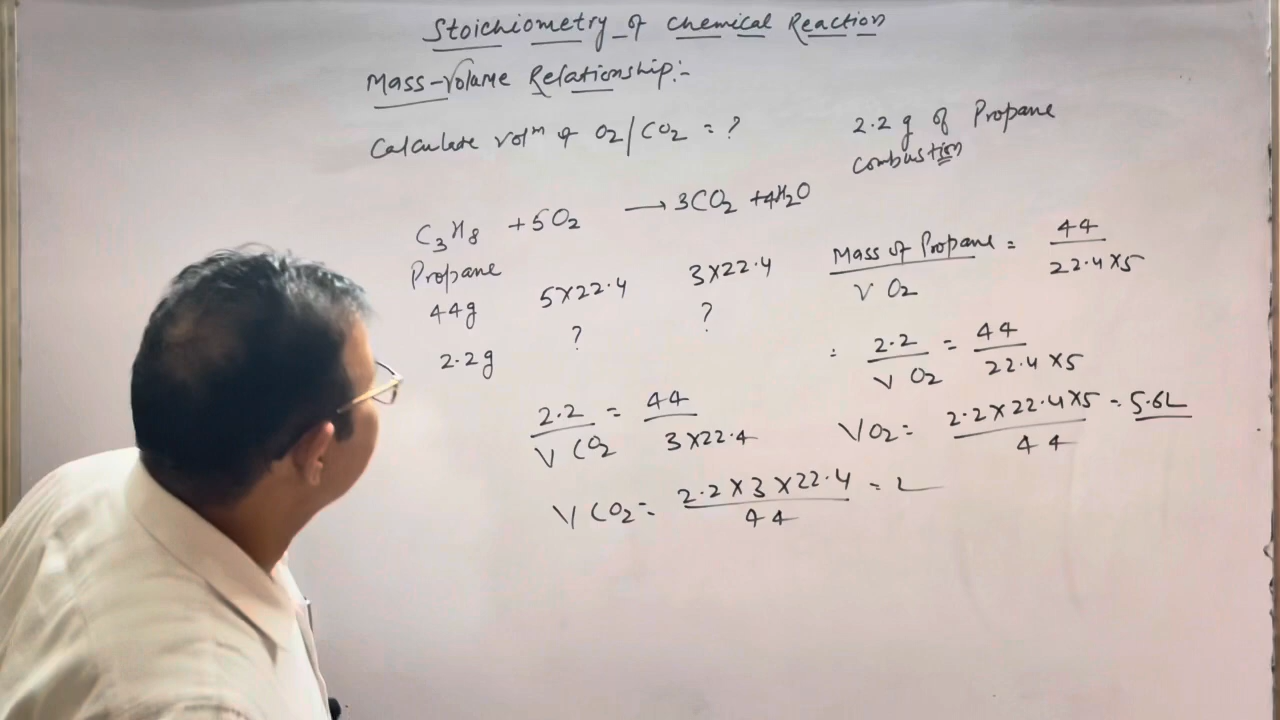 Stoichiometry of Chemical Reaction
Mass-Volume Relationship:-
Calculate volm of O2/CO2 = ?
2.2 g of Propane
combustion
C3H8 + 5O2 → 3CO2 + 4H2O
Propane
44g 5×22.4 3×22.4
2.2g ? ?
Mass of Propane / V O2 = 44 / 22.4×5
= 2.2 / V O2 = 44 / 22.4×5
VO2 = 2.2×22.4×5 / 44 = 5.6L
2.2 / V CO2 = 44 / 3×22.4
V CO2 = 2.2×3×22.4 / 44 = L